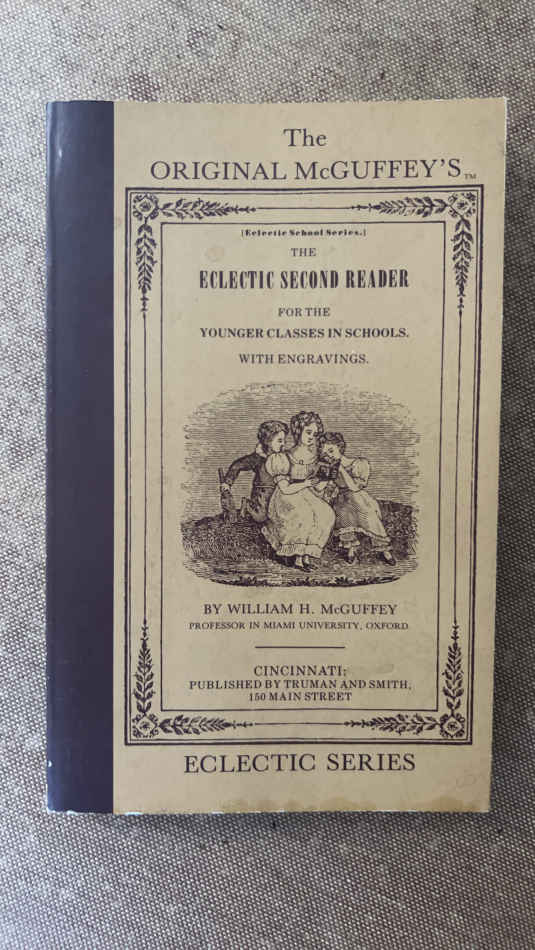 The
ORIGINAL McGUFFEY'S™
[Eclectic School Series.]
THE
ECLECTIC SECOND READER
FOR THE
YOUNGER CLASSES IN SCHOOLS.
WITH ENGRAVINGS.
BY WILLIAM H. McGUFFEY
PROFESSOR IN MIAMI UNIVERSITY, OXFORD.
CINCINNATI:
PUBLISHED BY TRUMAN AND SMITH,
150 MAIN STREET
ECLECTIC SERIES